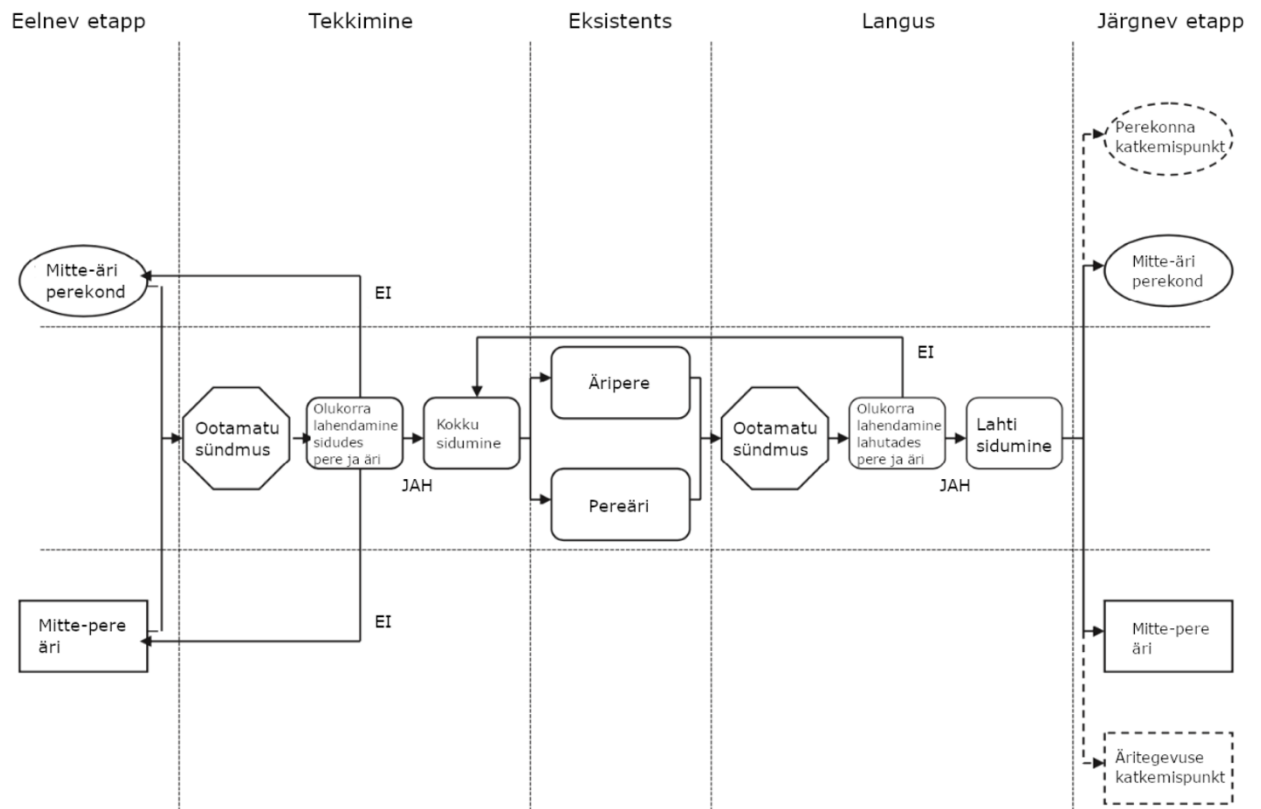 Eelnev etapp
Tekkimine
Eksistents
Langus
Järgnev etapp
Perekonna
katkemispunkt
Mitte-äri
perekond
EI
Mitte-äri
perekond
EI
Äripere
Ootamatu
sündmus
Olukorra
lahendamine
sidudes
pere ja äri
Kokku
sidumine
JAH
Pereäri
Ootamatu
sündmus
Olukorra
lahendamine
lahutades
pere ja äri
Lahti
sidumine
JAH
Mitte-pere
äri
EI
Mitte-pere
äri
Äritegevuse
katkemispunkt